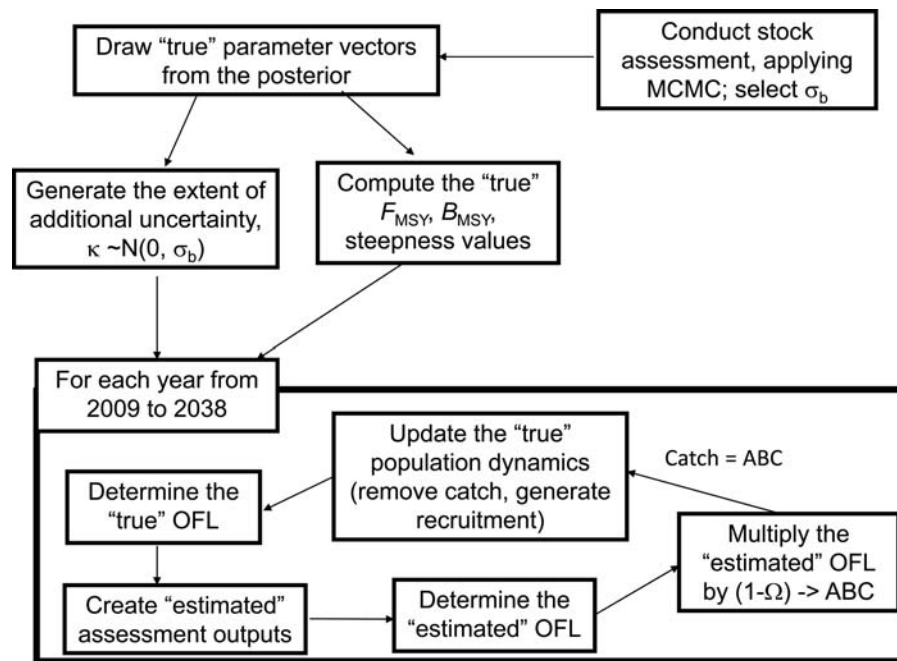 Draw “true” parameter vectors
from the posterior
Conduct stock
assessment, applying
MCMC; select σb
Generate the extent of
additional uncertainty,
κ ~N(0, σb)
Compute the “true”
FMSY, BMSY,
steepness values
For each year from
2009 to 2038
Update the “true”
population dynamics
(remove catch, generate
recruitment)
Catch = ABC
Determine the
“true” OFL
Multiply the
“estimated” OFL
by (1-Ω) -> ABC
Create “estimated”
assessment outputs
Determine the
“estimated” OFL